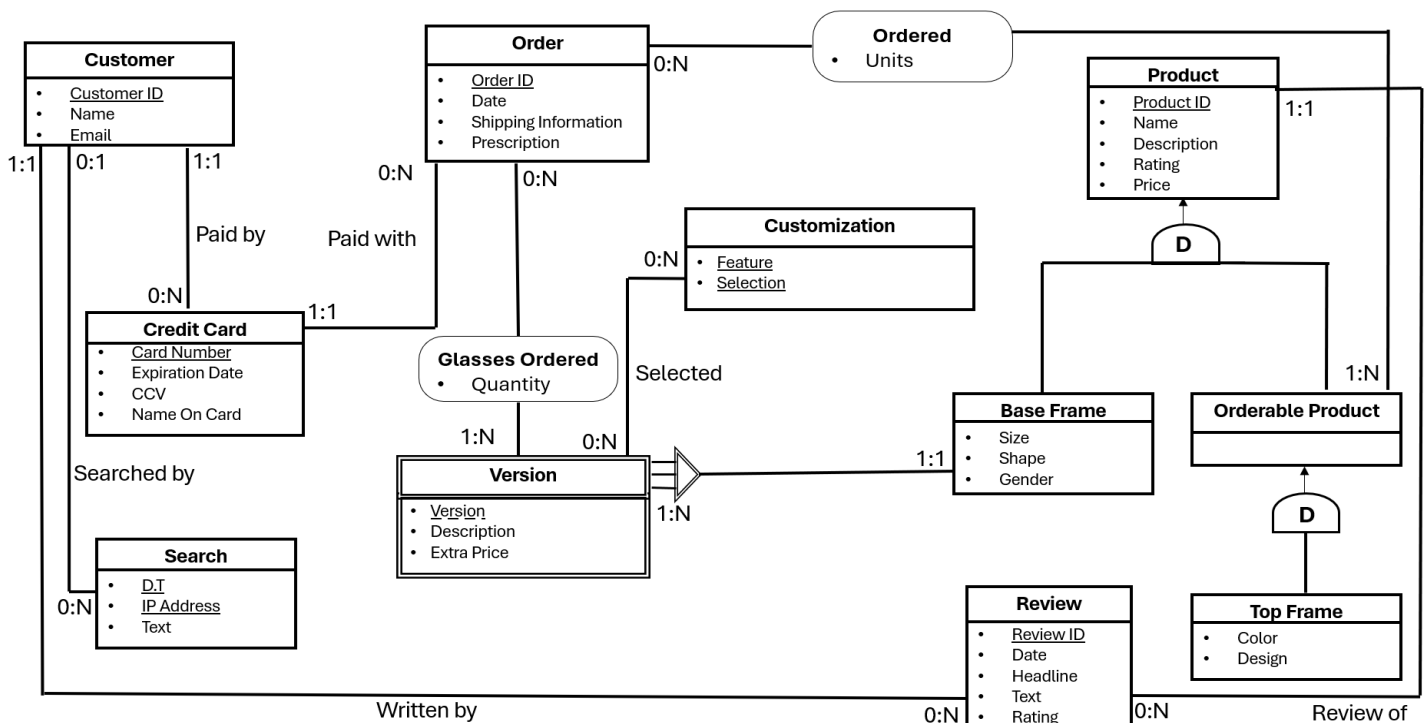 Customer
• Customer ID
• Name
• Email
1:1
0:1
1:1
Paid by
0:N
Order
• Order ID
• Date
• Shipping Information
• Prescription
0:N
Ordered
• Units
0:N
0:N
Paid with
1:1
Product
• Product ID
• Name
• Description
• Rating
• Price
1:1
D
Customization
• Feature
• Selection
0:N
Selected
Credit Card
• Card Number
• Expiration Date
• CCV
• Name On Card
Glasses Ordered
• Quantity
1:N
0:N
Version
• Version
• Description
• Extra Price
1:N
1:1
Base Frame
• Size
• Shape
• Gender
1:N
Orderable Product
D
Top Frame
• Color
• Design
Searched by
Search
• D.T
• IP Address
• Text
0:N
Review
• Review ID
• Date
• Headline
• Text
• Rating
Written by
0:N
0:N
Review of